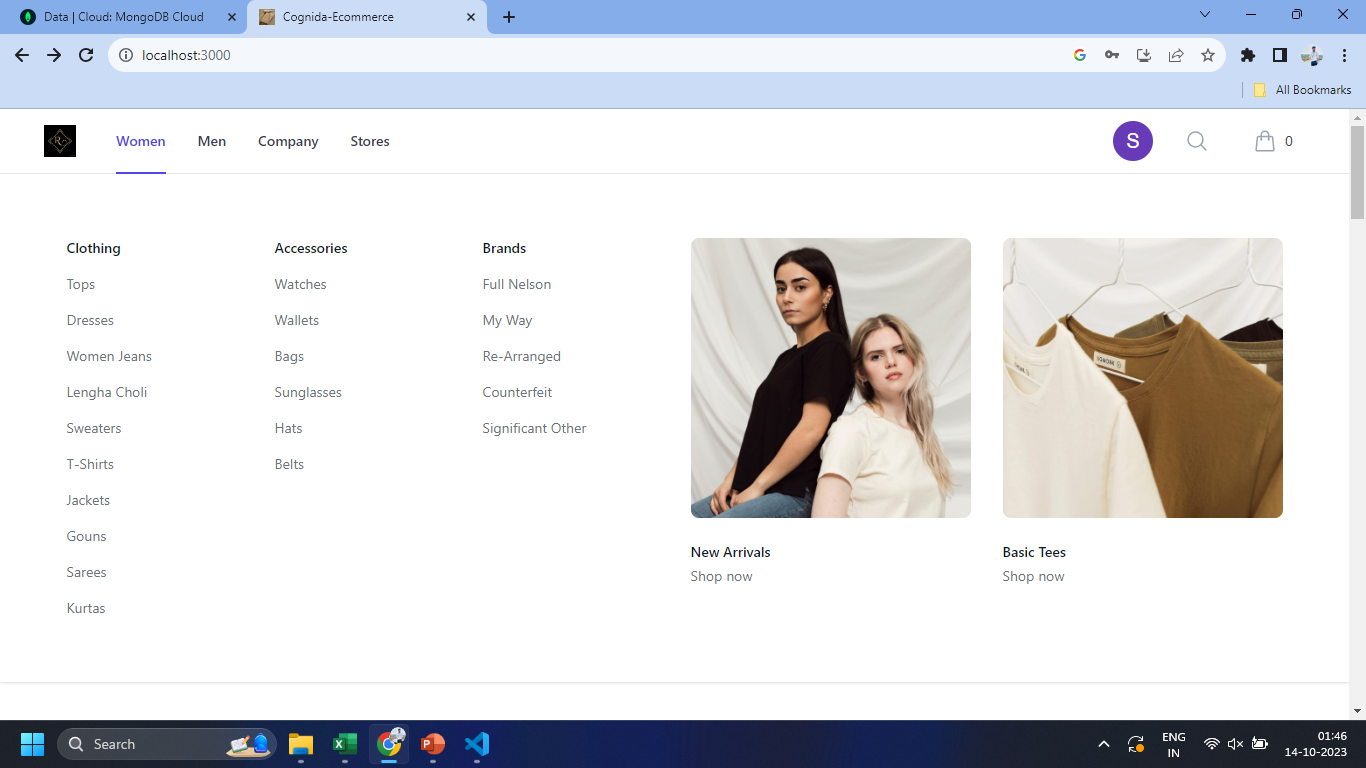 Data | Cloud: MongoDB Cloud
Cognida-Ecommerce
localhost:3000
All Bookmarks
Women
Men
Company
Stores
S
0
Clothing
Tops
Dresses
Women Jeans
Lengha Choli
Sweaters
T-Shirts
Jackets
Gouns
Sarees
Kurtas
Accessories
Watches
Wallets
Bags
Sunglasses
Hats
Belts
Brands
Full Nelson
My Way
Re-Arranged
Counterfeit
Significant Other
New Arrivals
Shop now
Basic Tees
Shop now
Search
ENG
IN
01:46
14-10-2023